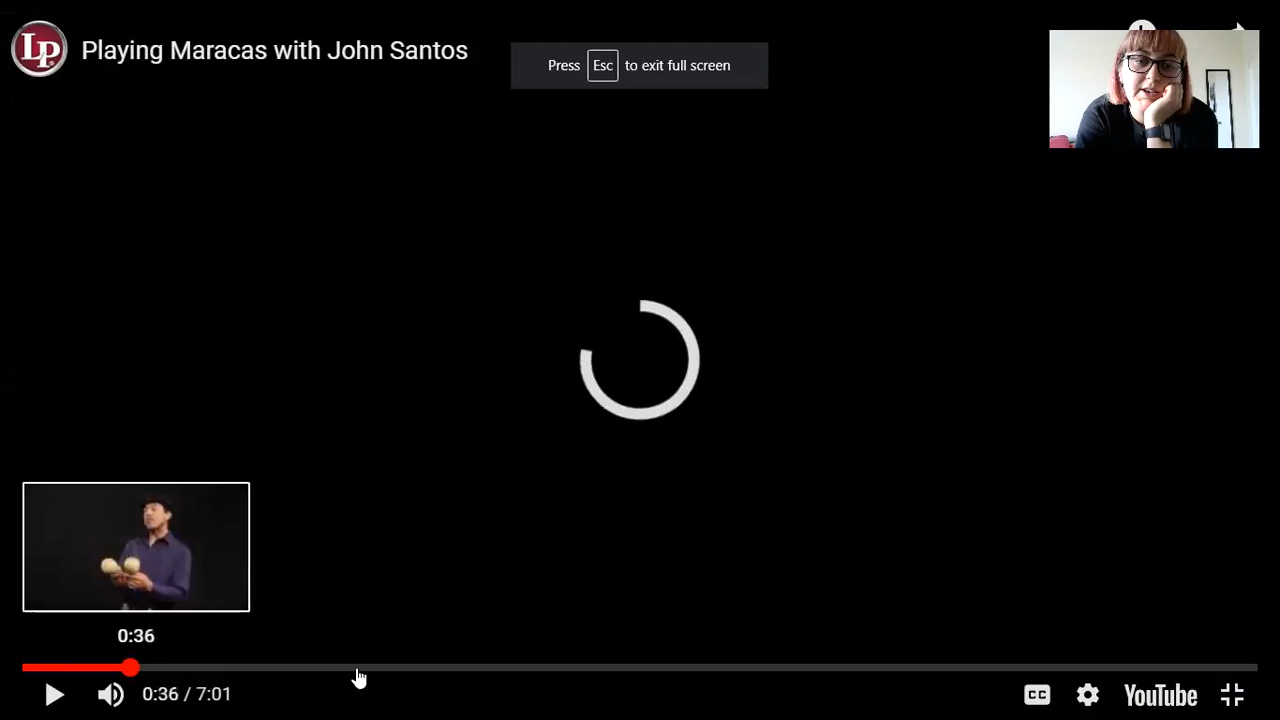 LP
Playing Maracas with John Santos
Press Esc to exit full screen
0:36
0:36 / 7:01
CC
YouTube